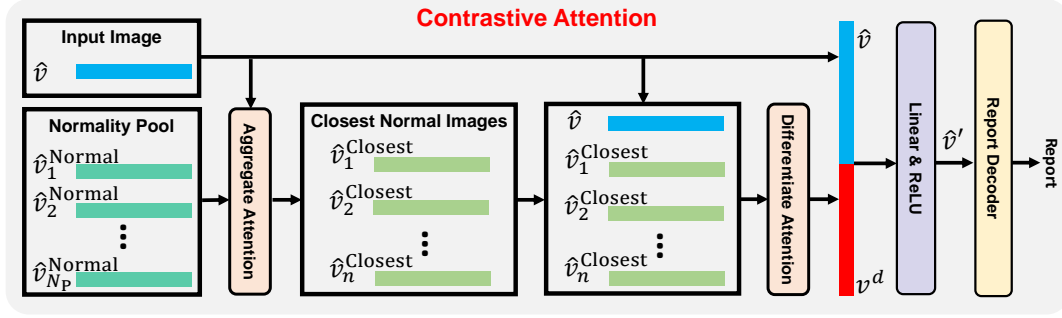 Contrastive Attention
Input Image
v̂
Normality Pool
v̂₁^Normal
v̂₂^Normal
⋮
v̂_{N_P}^Normal
Aggregate Attention
Closest Normal Images
v̂₁^Closest
v̂₂^Closest
⋮
v̂ₙ^Closest
v̂
v̂₁^Closest
v̂₂^Closest
⋮
v̂ₙ^Closest
Differentiate Attention
v̂
v^d
Linear & ReLU
v̂′
Report Decoder
Report